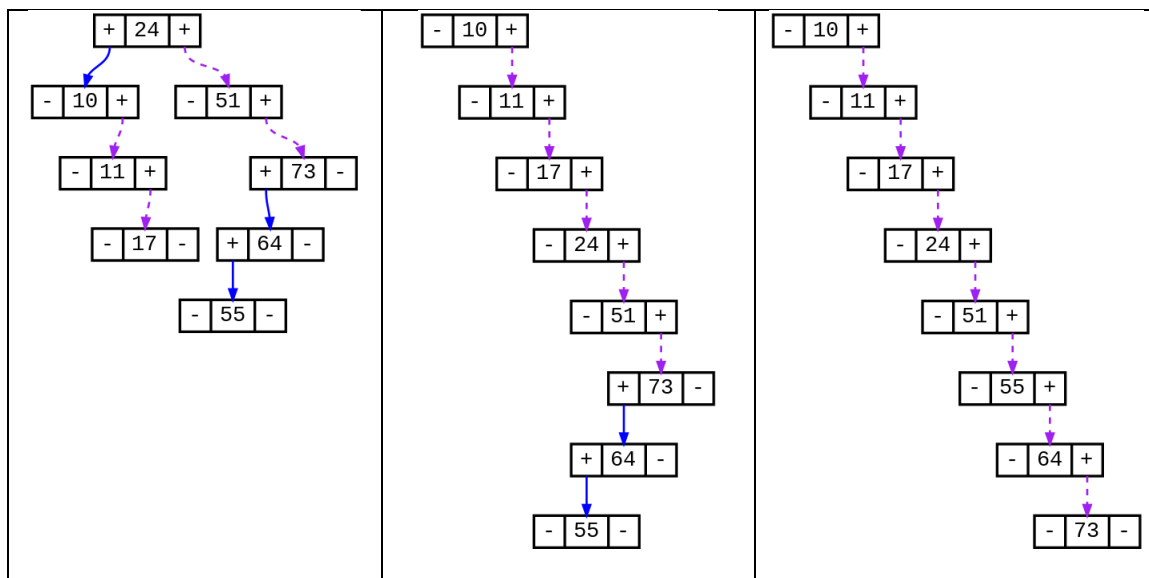 + 24 +
- 10 +
- 51 +
- 11 +
+ 73 -
- 17 -
+ 64 -
- 55 -
- 10 +
- 11 +
- 17 +
- 24 +
- 51 +
+ 73 -
+ 64 -
- 55 -
- 10 +
- 11 +
- 17 +
- 24 +
- 51 +
- 55 +
- 64 +
- 73 -